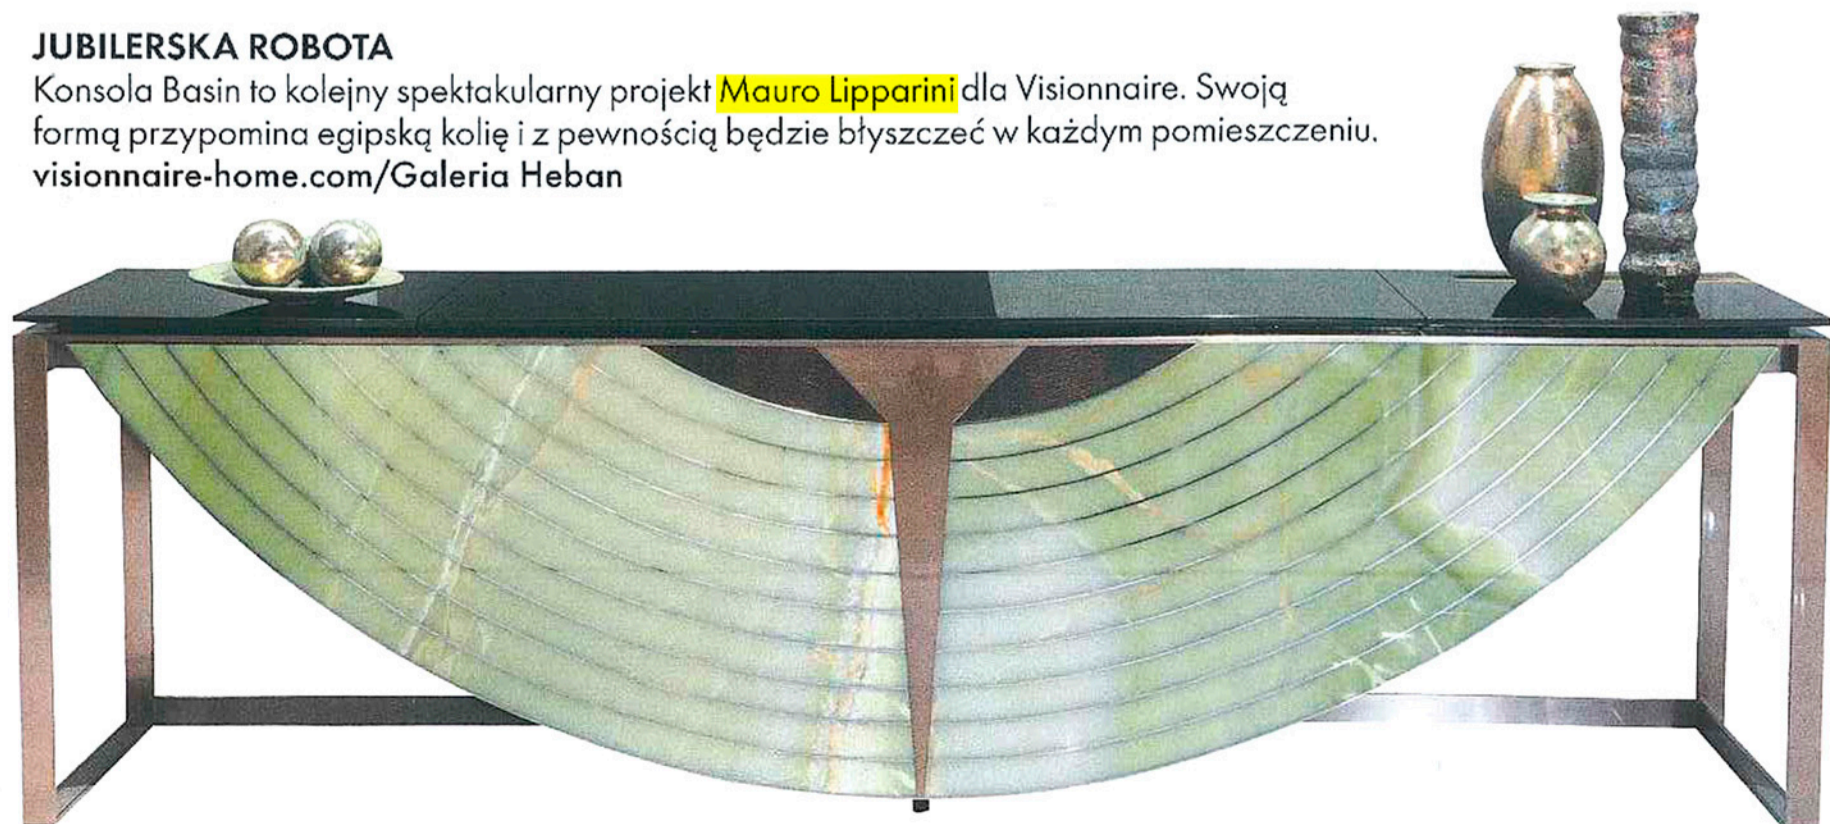 JUBILERSKA ROBOTA
Konsola Basin to kolejny spektakularny projekt Mauro Lipparini dla Visionnaire. Swoją
formą przypomina egipską kolię i z pewnością będzie błyszczeć w każdym pomieszczeniu.
visionnaire-home.com/Galeria Heban